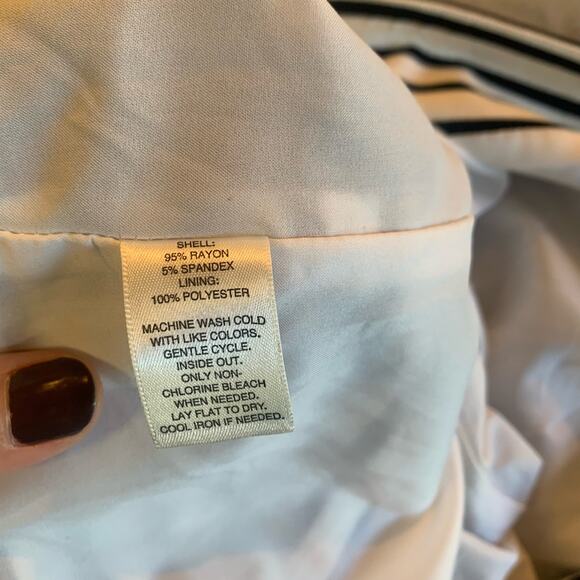 SHELL:
95% RAYON
5% SPANDEX
LINING:
100% POLYESTER
MACHINE WASH COLD
WITH LIKE COLORS.
GENTLE CYCLE.
INSIDE OUT.
ONLY NON-
CHLORINE BLEACH
WHEN NEEDED.
LAY FLAT TO DRY.
COOL IRON IF NEEDED.